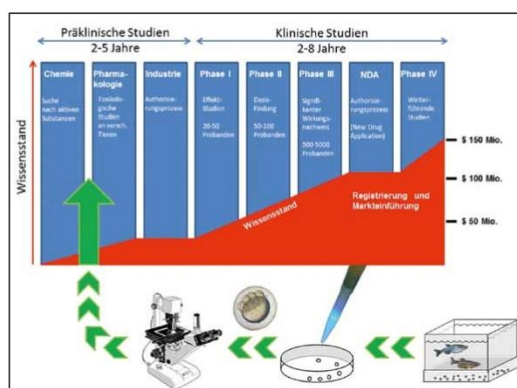 Präklinische Studien
2-5 Jahre
Klinische Studien
2-8 Jahre
Wissensstand
Chemie
Suche
nach aktiven
Substanzen
Pharma-
kologie
Toxikolo-
gische
Studien
an versch.
Tieren
Industrie
Authorisie-
rungsprozess
Phase I
Effekt-
Studien
20-50
Probanden
Phase II
Dosis-
Findung
50-200
Probanden
Phase III
Signifi-
kanter
Wirkungs-
nachweis
300-5000
Probanden
NDA
Authorisie-
rungsprozess
(New Drug
Application)
Phase IV
Weiter-
führende
Studien
$ 150 Mio.
$ 100 Mio.
$ 50 Mio.
Wissensstand
Registrierung und
Markteinführung